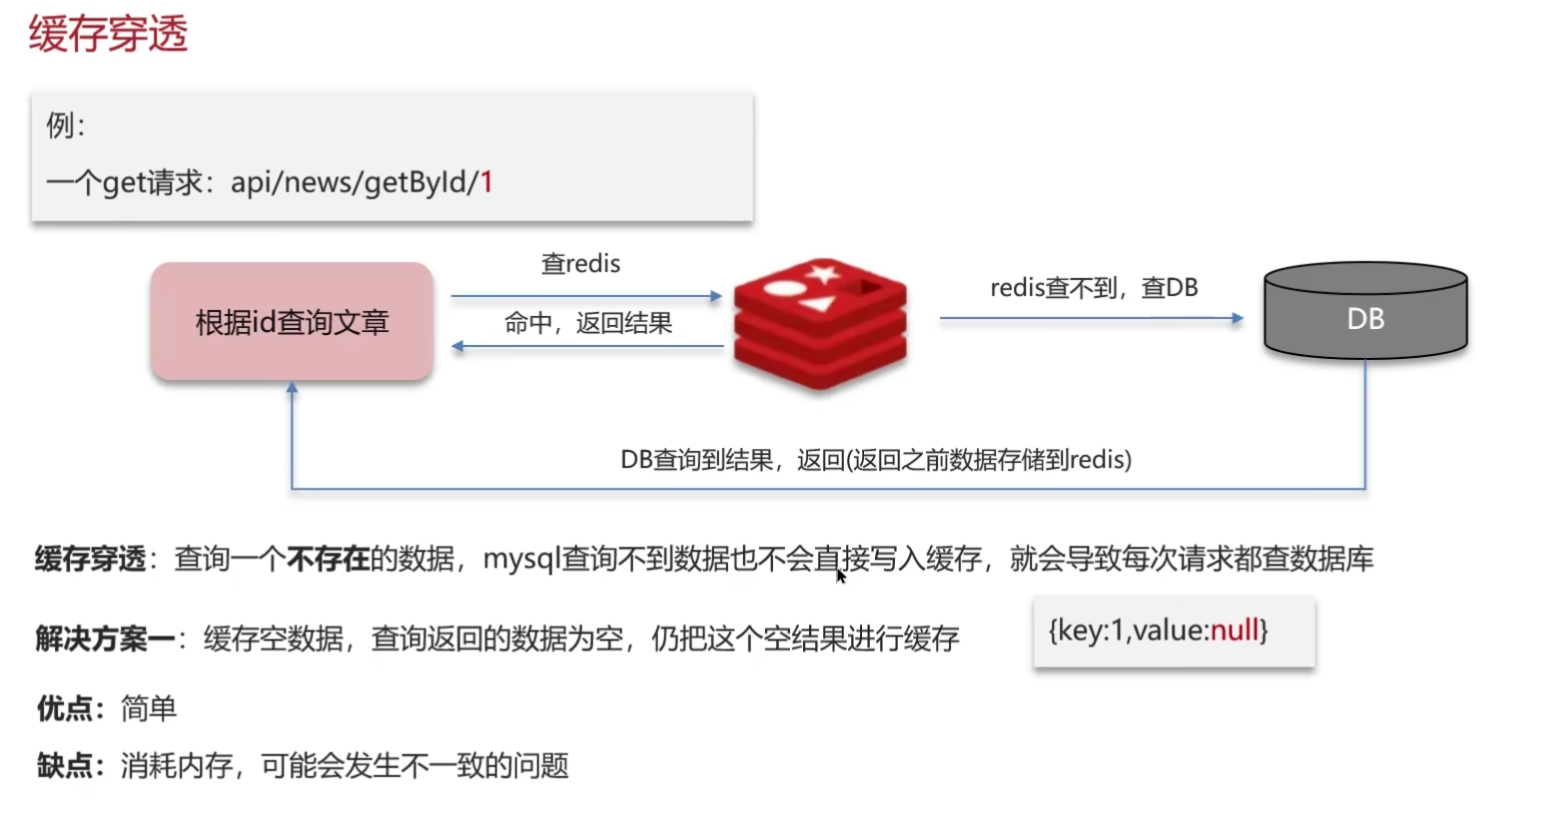 缓存穿透
例：
一个get请求：api/news/getById/1
查redis
命中，返回结果
根据id查询文章
redis查不到，查DB
DB
DB查询到结果，返回(返回之前数据存储到redis)
缓存穿透：查询一个不存在的数据，mysql查询不到数据也不会直接写入缓存，就会导致每次请求都查数据库
解决方案一：缓存空数据，查询返回的数据为空，仍把这个空结果进行缓存
{key:1,value:null}
优点：简单
缺点：消耗内存，可能会发生不一致的问题